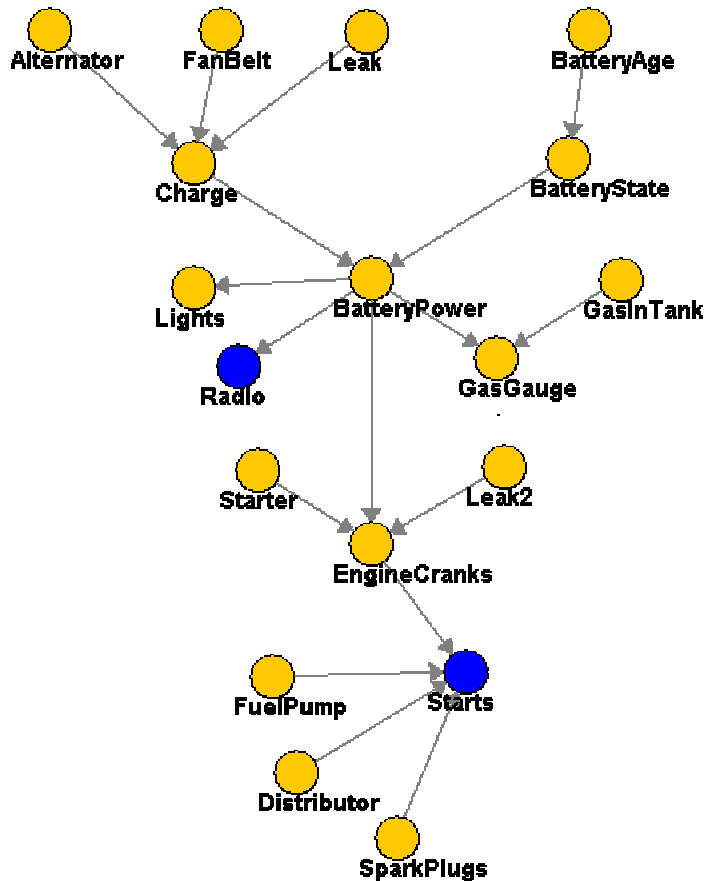 Alternator
FanBelt
Leak
BatteryAge
Charge
BatteryState
Lights
BatteryPower
GasInTank
Radio
GasGauge
Starter
Leak2
EngineCranks
FuelPump
Starts
Distributor
SparkPlugs